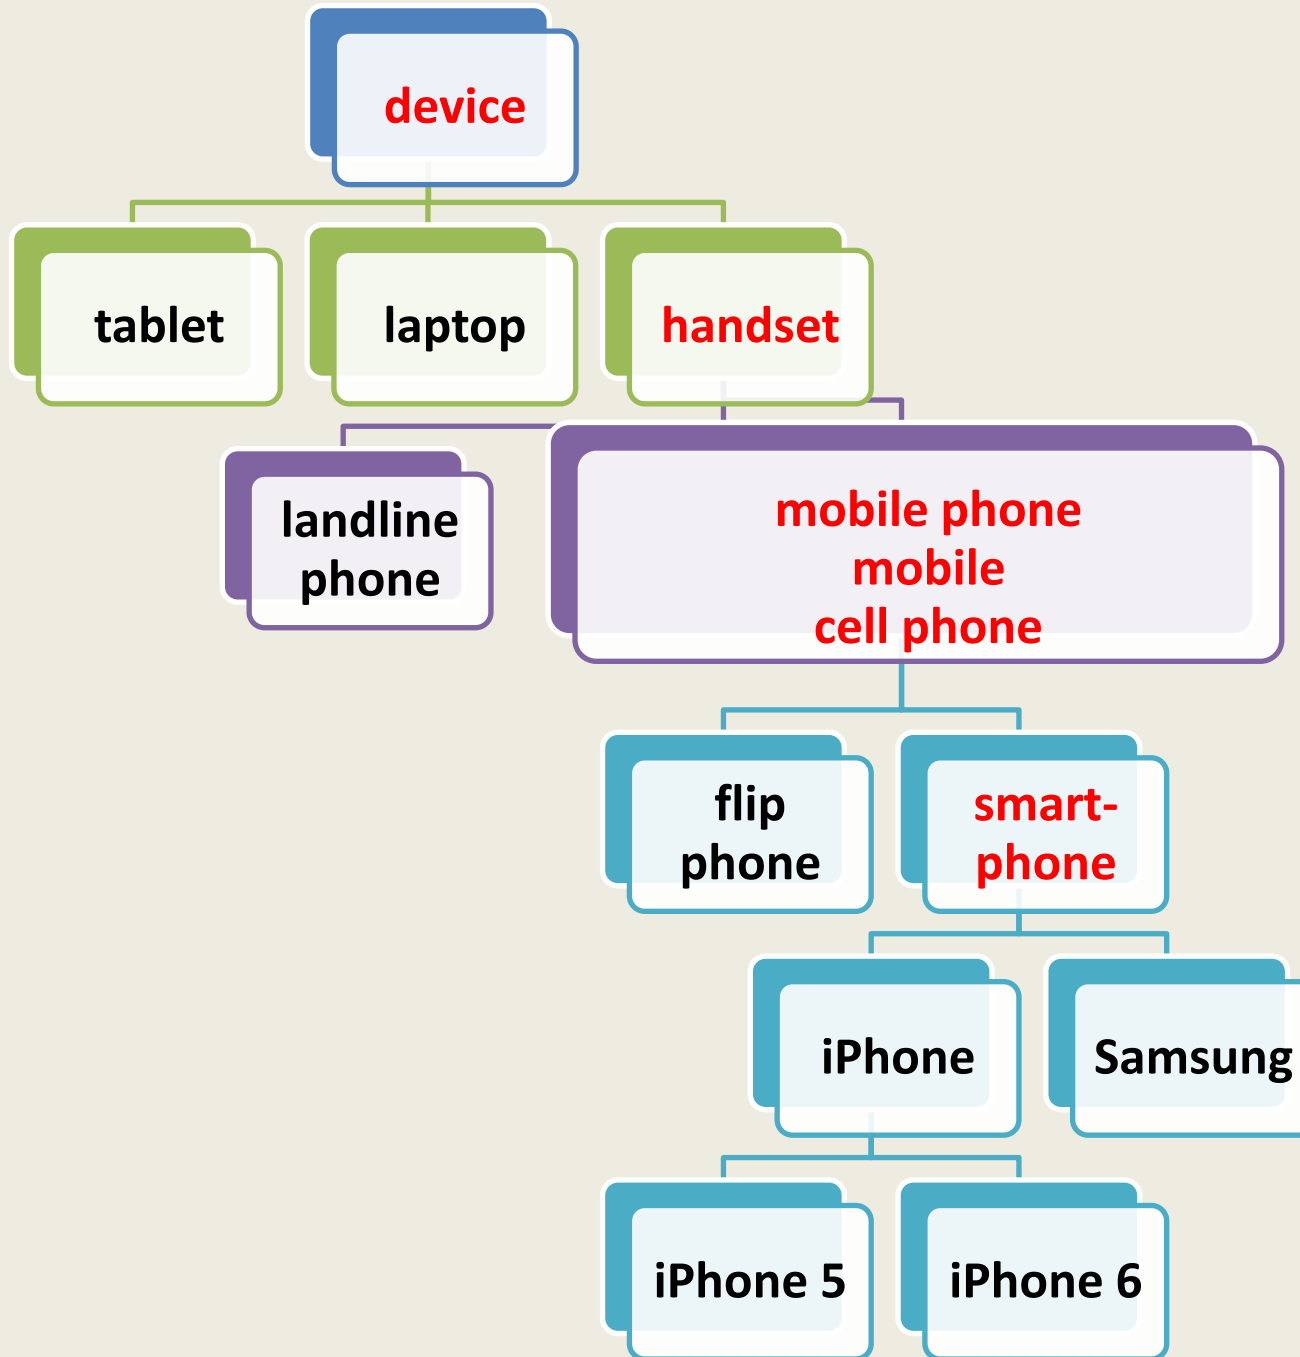 device
tablet
laptop
handset
landline
phone
mobile phone
mobile
cell phone
flip
phone
smart-
phone
iPhone
Samsung
iPhone 5
iPhone 6